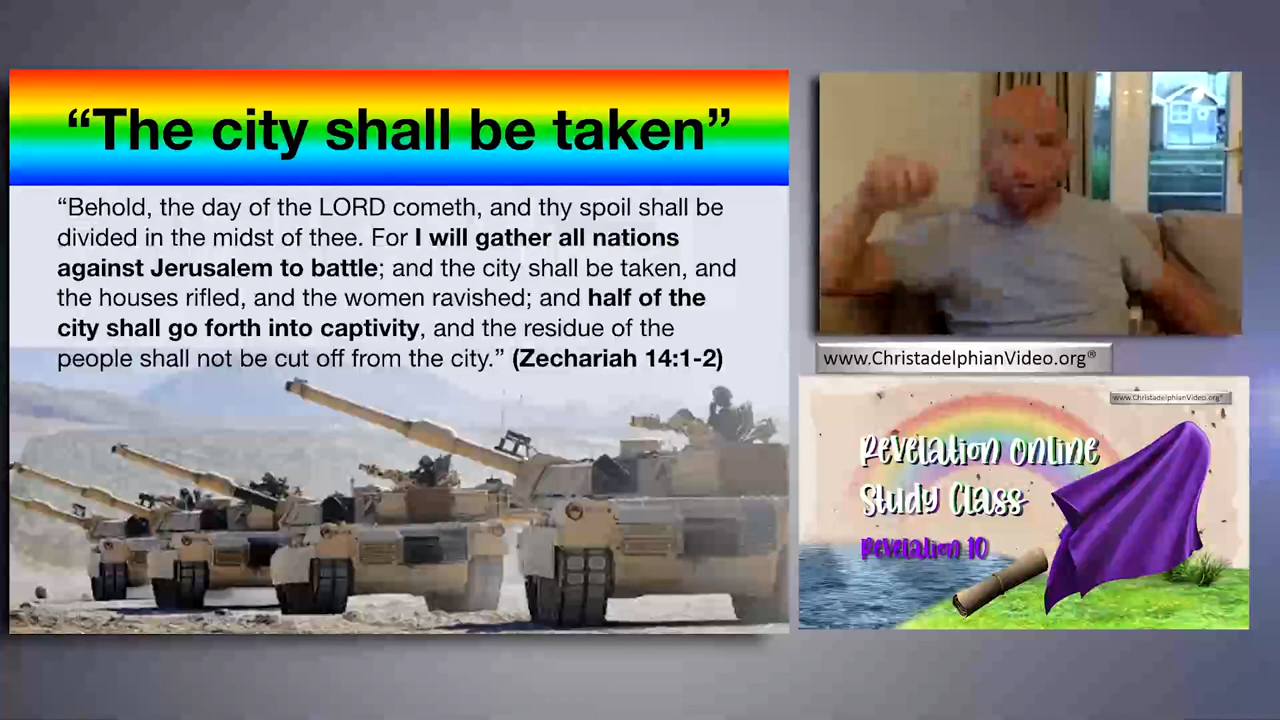 “The city shall be taken”
“Behold, the day of the LORD cometh, and thy spoil shall be
divided in the midst of thee. For I will gather all nations
against Jerusalem to battle; and the city shall be taken, and
the houses rifled, and the women ravished; and half of the
city shall go forth into captivity, and the residue of the
people shall not be cut off from the city.” (Zechariah 14:1-2)
www.ChristadelphianVideo.org®
www.ChristadelphianVideo.org®
Revelation Online
Study Class
Revelation 10